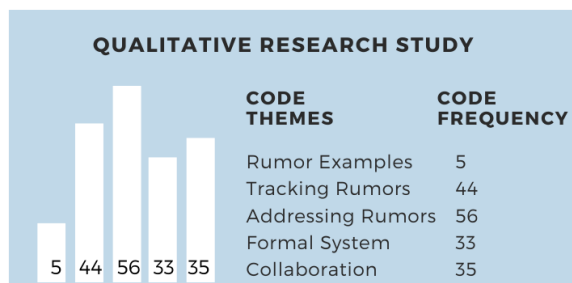 QUALITATIVE RESEARCH STUDY
5 44 56 33 35
CODE THEMES CODE FREQUENCY
Rumor Examples 5
Tracking Rumors 44
Addressing Rumors 56
Formal System 33
Collaboration 35